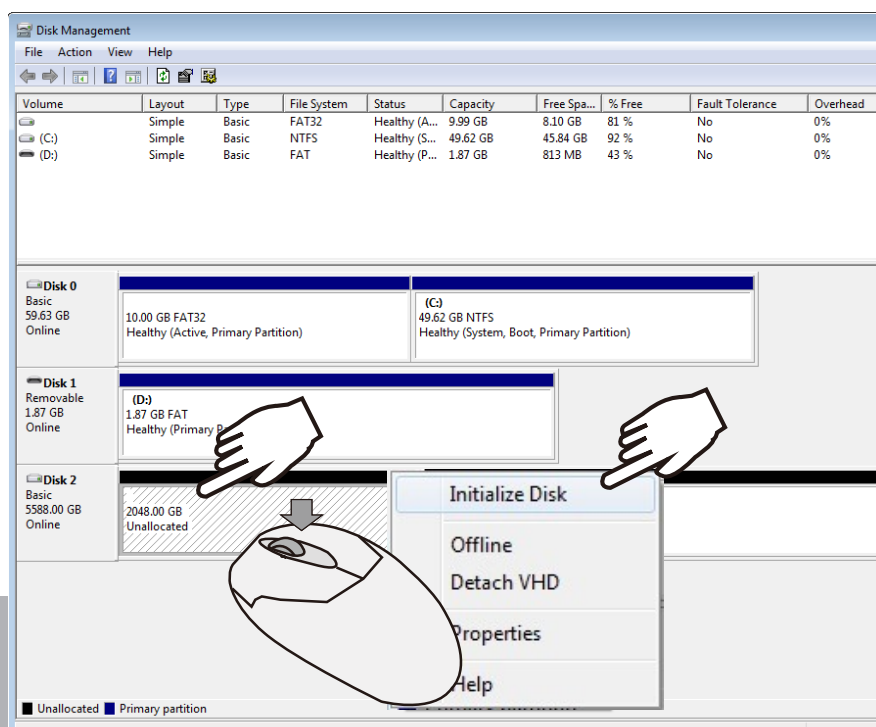 Disk Management
File Action View Help
Volume Layout Type File System Status Capacity Free Spa... % Free Fault Tolerance Overhead
Simple Basic FAT32 Healthy (A... 9.99 GB 8.10 GB 81 % No 0%
(C:) Simple Basic NTFS Healthy (S... 49.62 GB 45.84 GB 92 % No 0%
(D:) Simple Basic FAT Healthy (P... 1.87 GB 813 MB 43 % No 0%
Disk 0
Basic
59.63 GB
Online
10.00 GB FAT32
Healthy (Active, Primary Partition)
(C:)
49.62 GB NTFS
Healthy (System, Boot, Primary Partition)
Disk 1
Removable
1.87 GB
Online
(D:)
1.87 GB FAT
Healthy (Primary
Disk 2
Basic
5588.00 GB
Online
2048.00 GB
Unallocated
Initialize Disk
Offline
Detach VHD
Properties
Help
Unallocated Primary partition